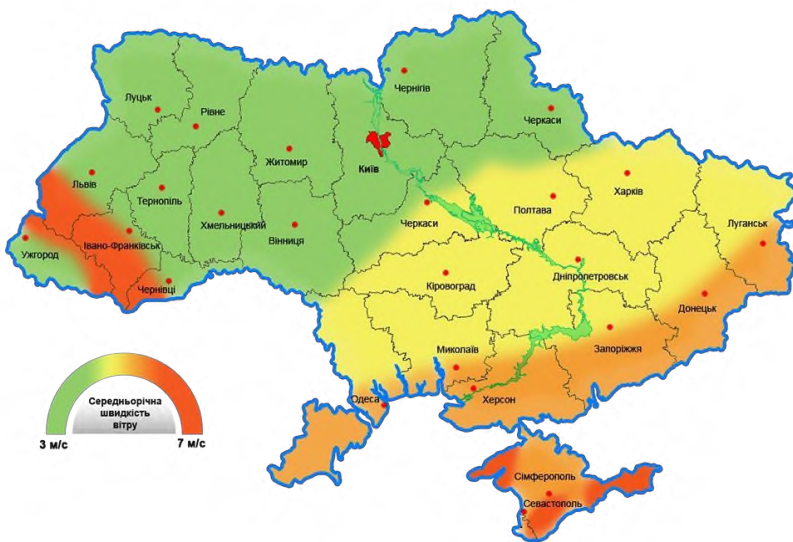 Чернігів
Луцьк
Рівне
Черкаси
Житомир
Київ
Львів
Тернопіль
Хмельницький
Вінниця
Черкаси
Полтава
Харків
Луганськ
Івано-Франківськ
Ужгород
Чернівці
Кіровоград
Дніпропетровськ
Донецьк
Запоріжжя
Миколаїв
Одеса
Херсон
Середньорічна
швидкість
вітру
3 м/с
7 м/с
Сімферополь
Севастополь